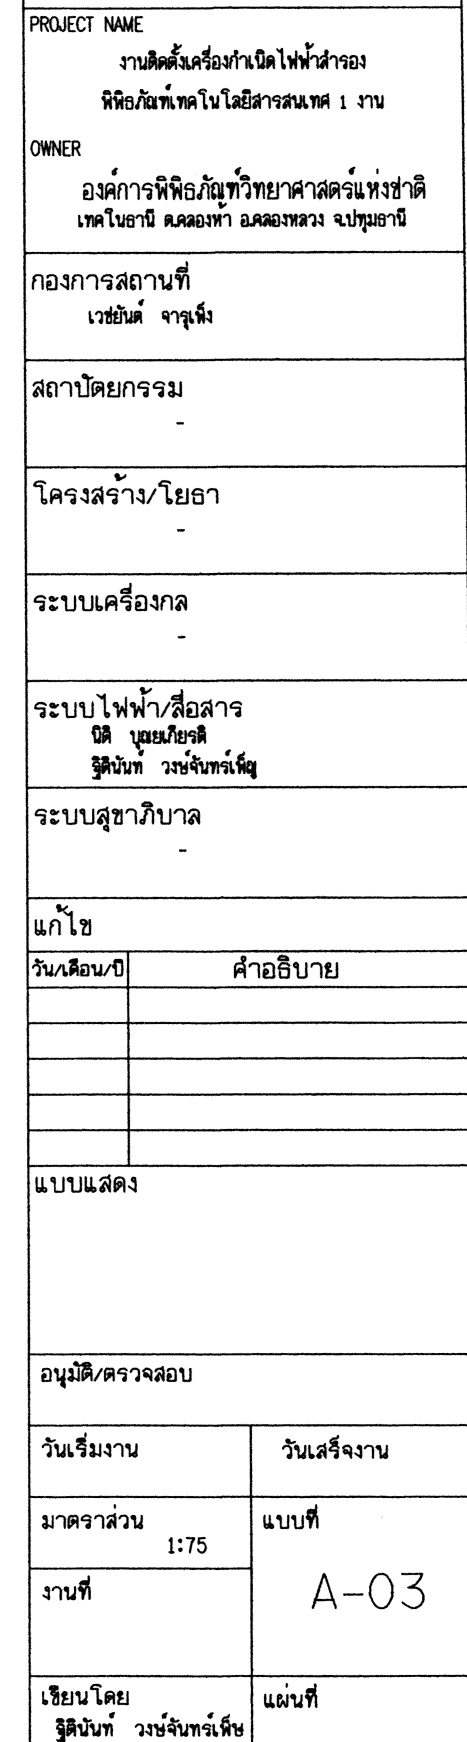 PROJECT NAME
งานติดตั้งเครื่องกำเนิดไฟฟ้าสำรอง
พิพิธภัณฑ์เทคโนโลยีสารสนเทศ 1 งาน
OWNER
องค์การพิพิธภัณฑ์วิทยาศาสตร์แห่งชาติ
เทคโนธานี ต.คลองห้า อ.คลองหลวง จ.ปทุมธานี
กองการสถานที่
เวชยันต์ จารุเพ็ง
สถาปัตยกรรม
-
โครงสร้าง/โยธา
-
ระบบเครื่องกล
-
ระบบไฟฟ้า/สื่อสาร
นิติ บุณยเกียรติ
ฐิตินันท์ วงษ์จันทร์เพ็ญ
ระบบสุขาภิบาล
-
แก้ไข
วัน/เดือน/ปี คำอธิบาย
แบบแสดง
อนุมัติ/ตรวจสอบ
วันเริ่มงาน วันเสร็จงาน
มาตราส่วน แบบที่
1:75
งานที่ A-03
เขียนโดย แผ่นที่
ฐิตินันท์ วงษ์จันทร์เพ็ษ